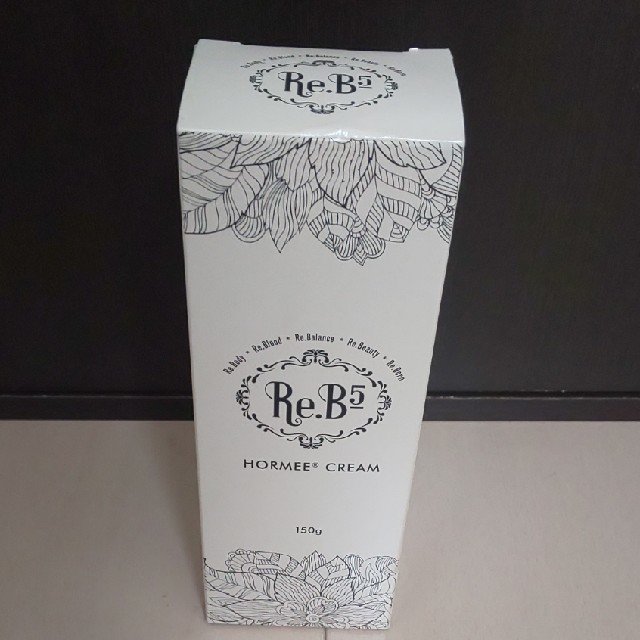 Re.B5
Re.Body • Re.Blood • Re.Balance • Re.Beauty • Re.Born
Re.B5
HORMEE® CREAM
150g